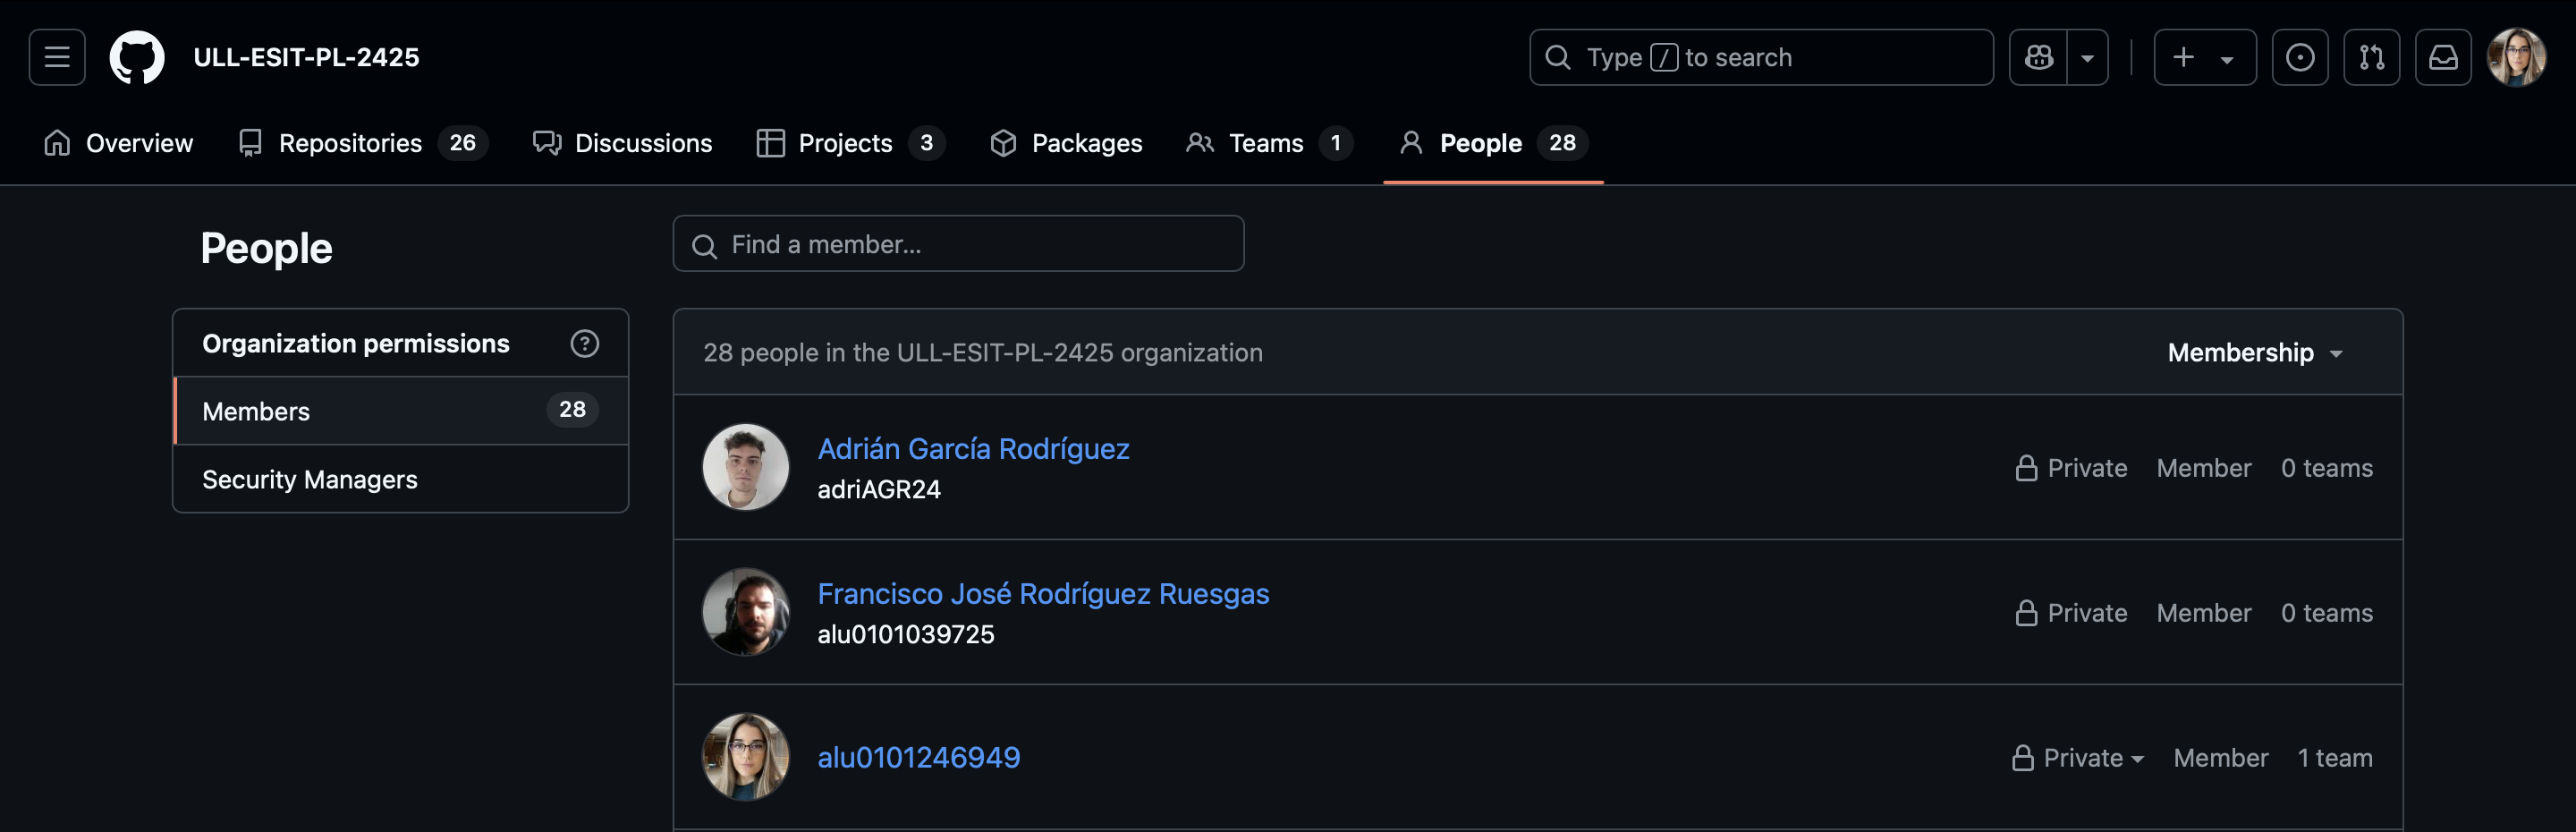 ULL-ESIT-PL-2425
Type / to search
Overview
Repositories 26
Discussions
Projects 3
Packages
Teams 1
People 28
People
Find a member...
Organization permissions
Members 28
Security Managers
28 people in the ULL-ESIT-PL-2425 organization
Membership
Adrián García Rodríguez
adriAGR24
Private Member 0 teams
Francisco José Rodríguez Ruesgas
alu0101039725
Private Member 0 teams
alu0101246949
Private Member 1 team